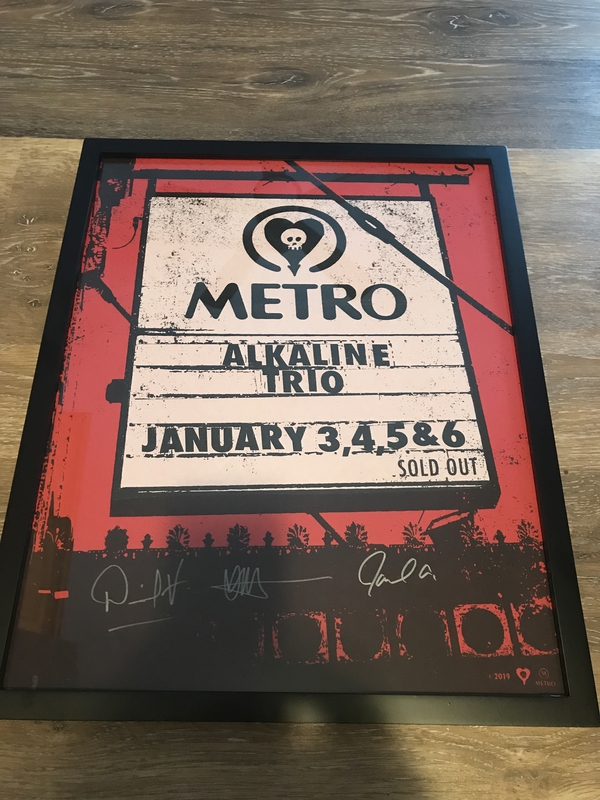 METRO
ALKALINE
TRIO
JANUARY 3,4,5&6
SOLD OUT
© 2019
METRO